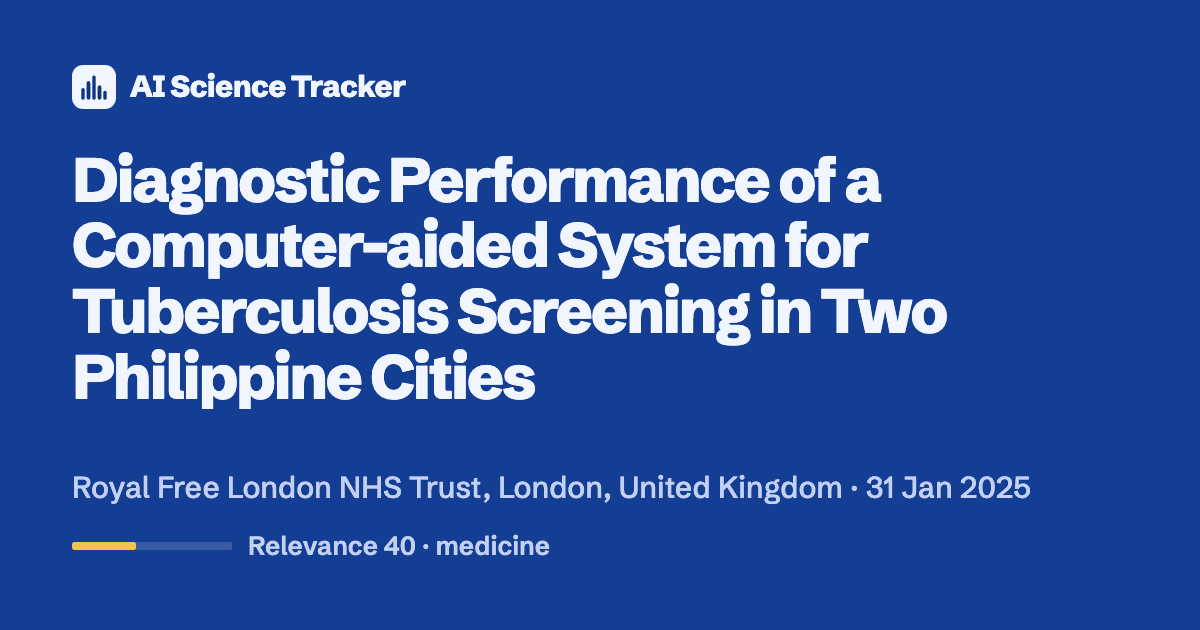 AI Science Tracker
Diagnostic Performance of a
Computer-aided System for
Tuberculosis Screening in Two
Philippine Cities
Royal Free London NHS Trust, London, United Kingdom · 31 Jan 2025
Relevance 40 · medicine